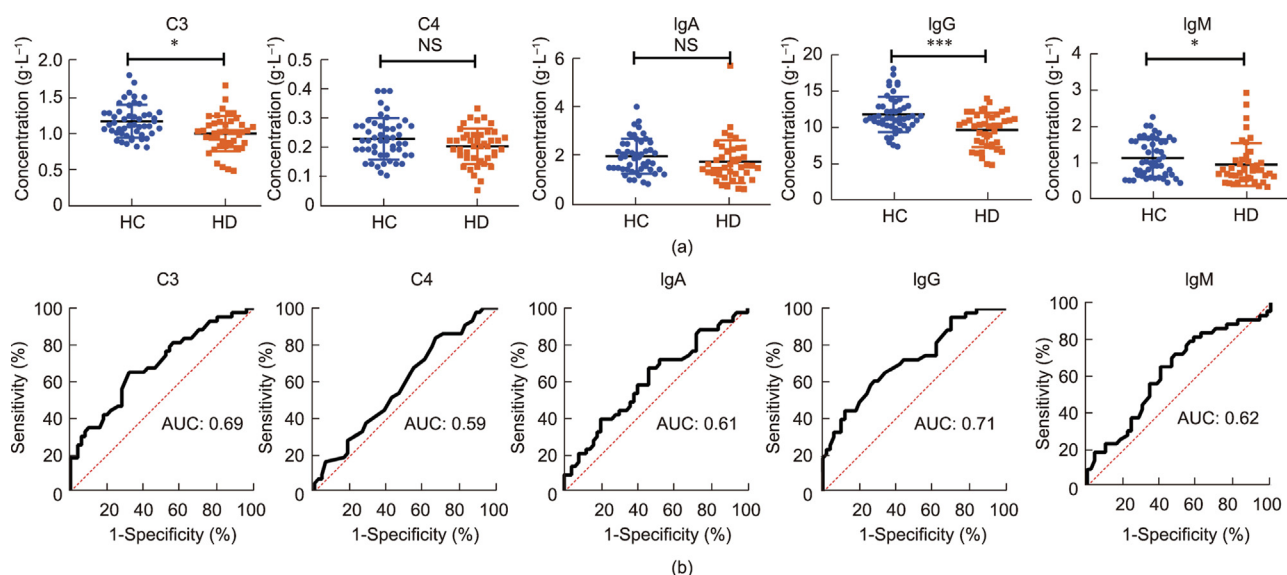 C3
*
Concentration (g·L⁻¹)
2.0
1.5
1.0
0.5
0.0
HC
HD
C4
NS
Concentration (g·L⁻¹)
0.5
0.4
0.3
0.2
0.1
0
HC
HD
IgA
NS
Concentration (g·L⁻¹)
6
4
2
0
HC
HD
IgG
***
Concentration (g·L⁻¹)
20
15
10
5
0
HC
HD
IgM
*
Concentration (g·L⁻¹)
4
3
2
1
0
HC
HD
(a)
C3
Sensitivity (%)
100
80
60
40
20
0
AUC: 0.69
20 40 60 80 100
1-Specificity (%)
C4
Sensitivity (%)
100
80
60
40
20
0
AUC: 0.59
20 40 60 80 100
1-Specificity (%)
IgA
Sensitivity (%)
100
80
60
40
20
0
AUC: 0.61
20 40 60 80 100
1-Specificity (%)
IgG
Sensitivity (%)
100
80
60
40
20
0
AUC: 0.71
20 40 60 80 100
1-Specificity (%)
IgM
Sensitivity (%)
100
80
60
40
20
0
AUC: 0.62
20 40 60 80 100
1-Specificity (%)
(b)